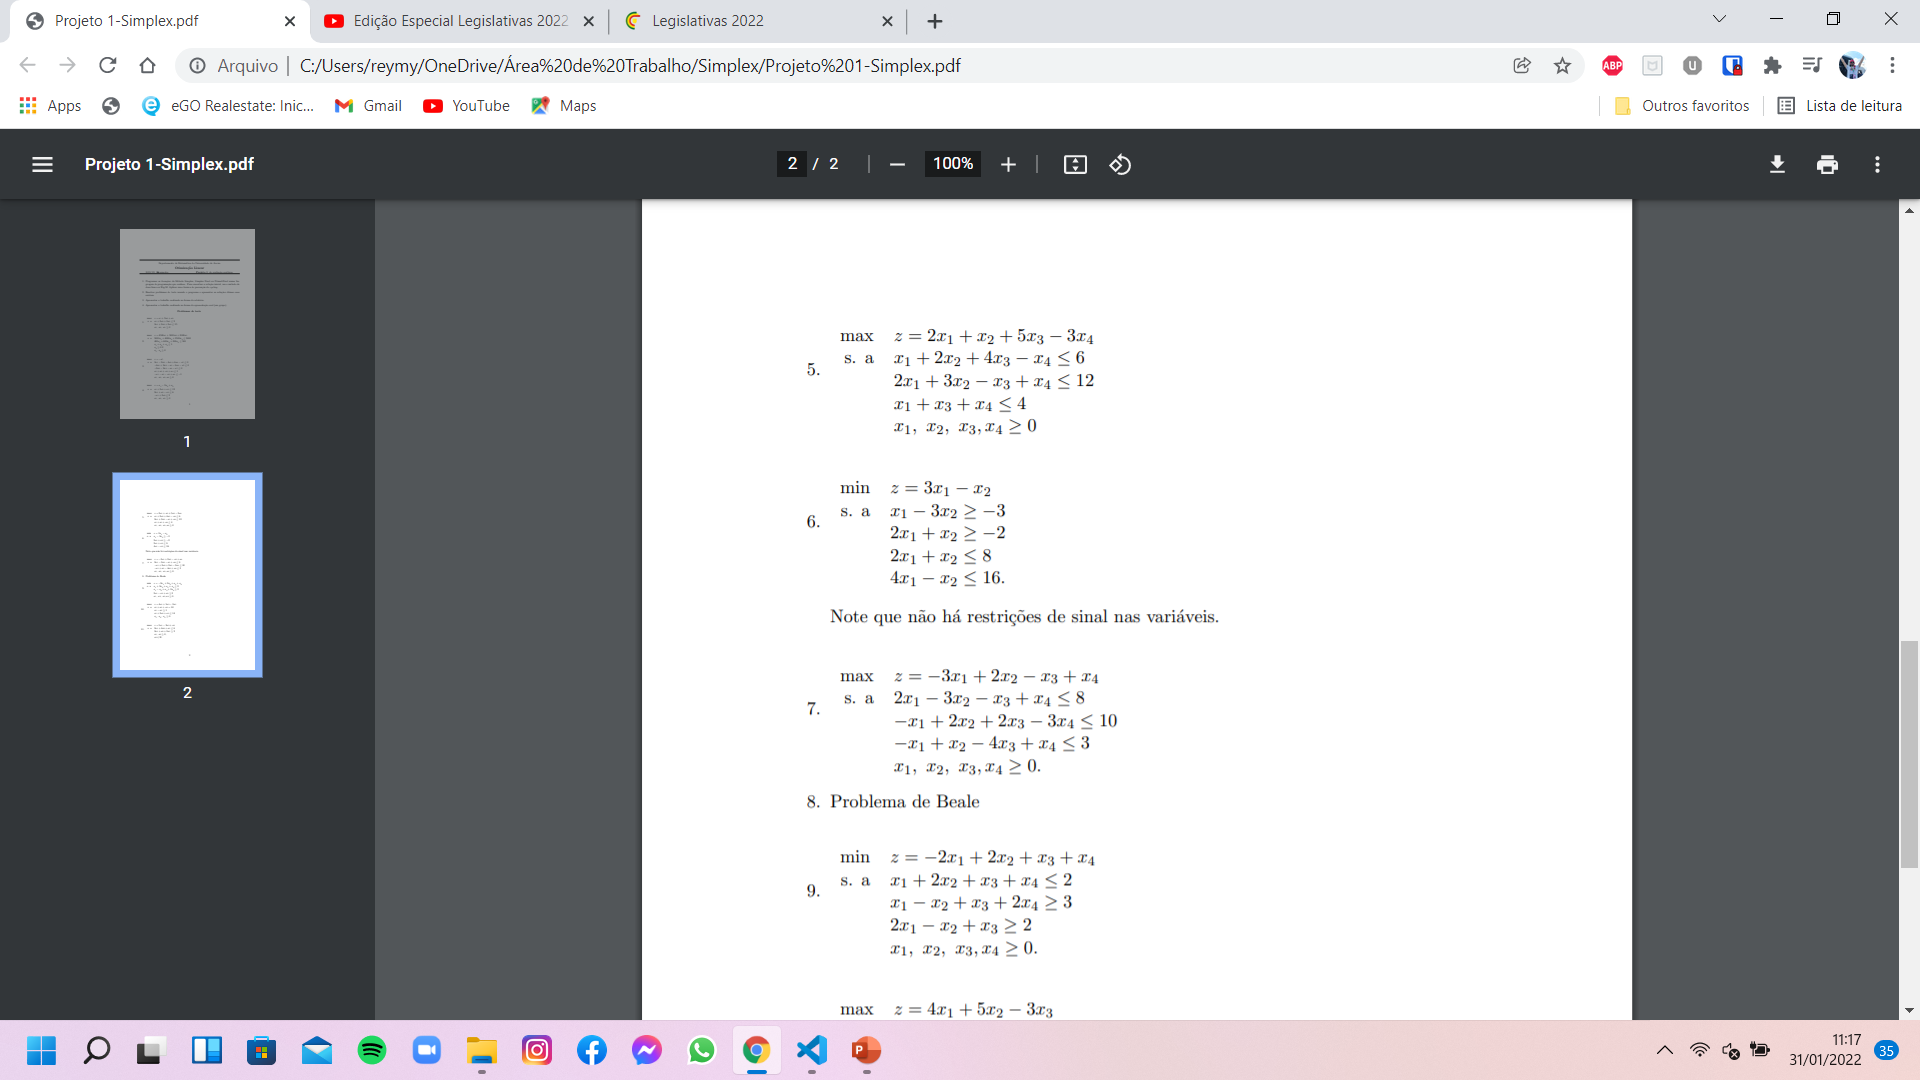 Projeto 1-Simplex.pdf
Edição Especial Legislativas 2022
Legislativas 2022
Arquivo
C:/Users/reymy/OneDrive/Área%20de%20Trabalho/Simplex/Projeto%201-Simplex.pdf
ABP
Apps
eGO Realestate: Inic...
Gmail
YouTube
Maps
Outros favoritos
Lista de leitura
Projeto 1-Simplex.pdf
2 / 2
100%
1
2
max z = 2x₁ + x₂ + 5x₃ − 3x₄
s. a x₁ + 2x₂ + 4x₃ − x₄ ≤ 6
5.
2x₁ + 3x₂ − x₃ + x₄ ≤ 12
x₁ + x₃ + x₄ ≤ 4
x₁, x₂, x₃, x₄ ≥ 0
min z = 3x₁ − x₂
s. a x₁ − 3x₂ ≥ −3
6.
2x₁ + x₂ ≥ −2
2x₁ + x₂ ≤ 8
4x₁ − x₂ ≤ 16.
Note que não há restrições de sinal nas variáveis.
max z = −3x₁ + 2x₂ − x₃ + x₄
s. a 2x₁ − 3x₂ − x₃ + x₄ ≤ 8
7.
−x₁ + 2x₂ + 2x₃ − 3x₄ ≤ 10
−x₁ + x₂ − 4x₃ + x₄ ≤ 3
x₁, x₂, x₃, x₄ ≥ 0.
8. Problema de Beale
min z = −2x₁ + 2x₂ + x₃ + x₄
s. a x₁ + 2x₂ + x₃ + x₄ ≤ 2
9.
x₁ − x₂ + x₃ + 2x₄ ≥ 3
2x₁ − x₂ + x₃ ≥ 2
x₁, x₂, x₃, x₄ ≥ 0.
max z = 4x₁ + 5x₂ − 3x₃
11:17
31/01/2022
35